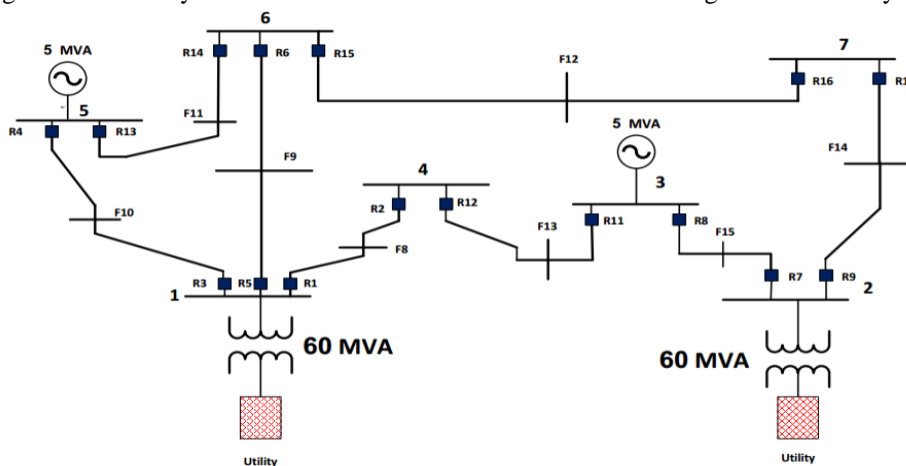 6
7
5 MVA
R14
R6
R15
F12
R16
R1
5
R4
R13
F11
5 MVA
F14
4
3
F9
R2
R12
F13
R11
R8
F10
F15
F8
R3
R5
R1
R7
R9
1
2
60 MVA
60 MVA
Utility
Utility